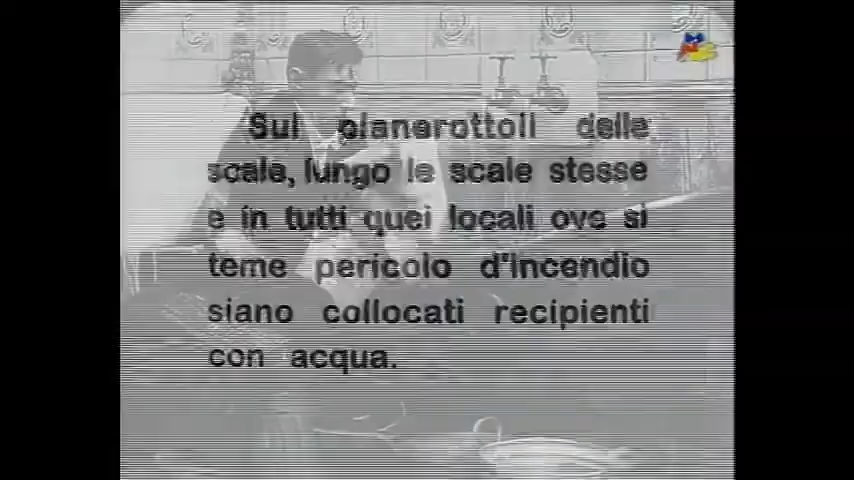 Sui pianerottoli delle
scale, lungo le scale stesse
e in tutti quei locali ove si
teme pericolo d'incendio
siano collocati recipienti
con acqua.